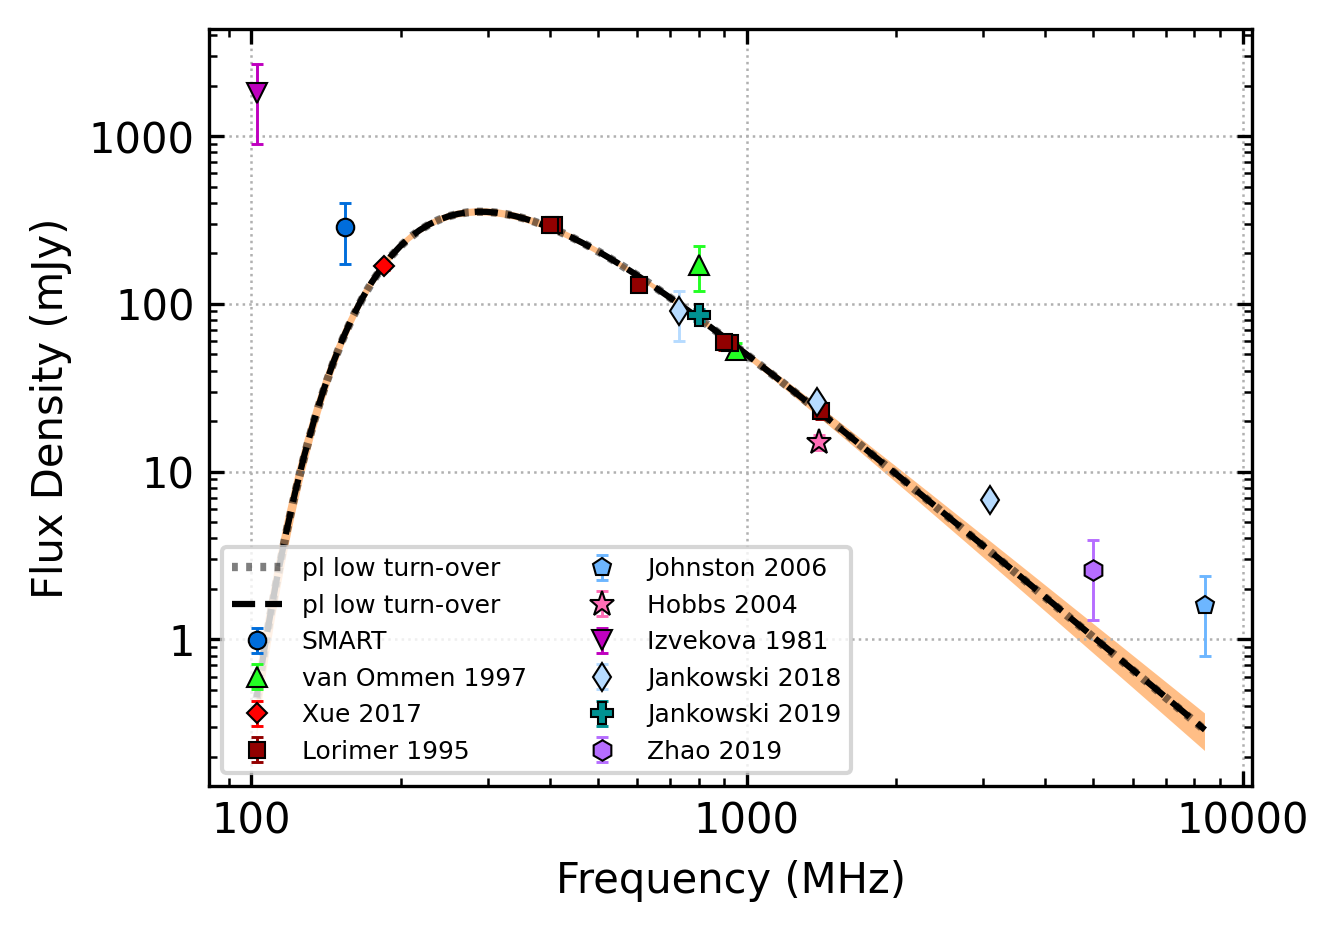 1000
100
10
1
Flux Density (mJy)
pl low turn-over
pl low turn-over
SMART
van Ommen 1997
Xue 2017
Lorimer 1995
Johnston 2006
Hobbs 2004
Izvekova 1981
Jankowski 2018
Jankowski 2019
Zhao 2019
100
1000
10000
Frequency (MHz)